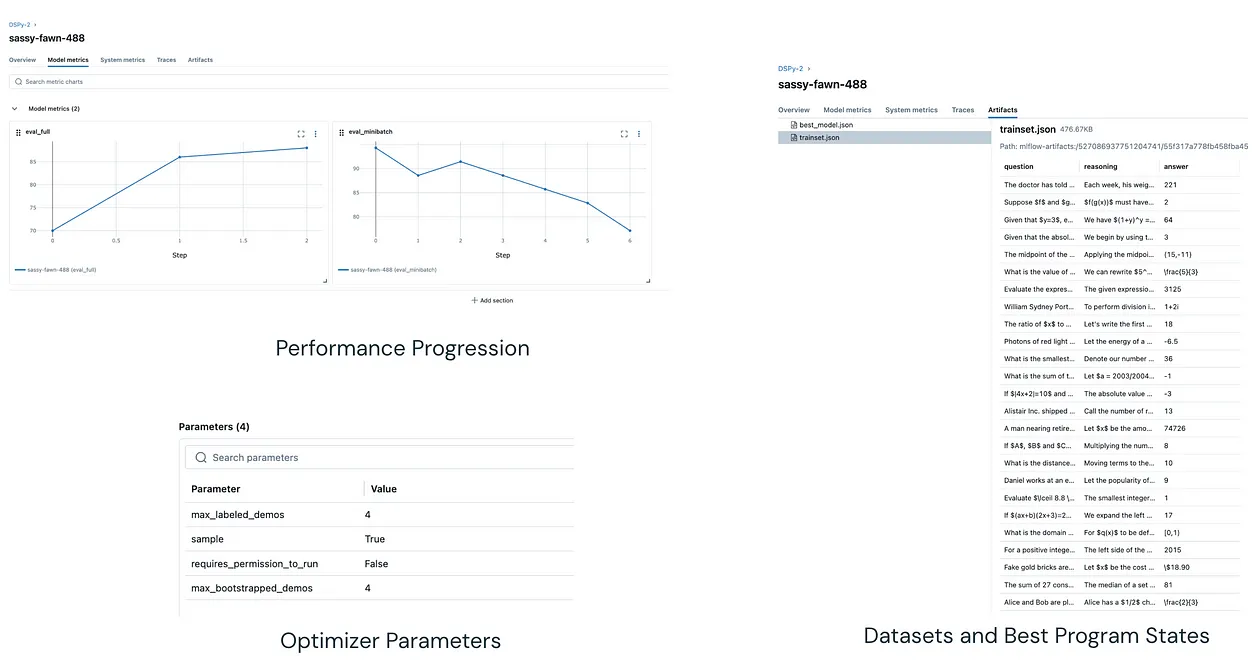 DSPy-2 ›
sassy-fawn-488
Overview Model metrics System metrics Traces Artifacts
Search metric charts
Model metrics (2)
eval_full
85
80
75
70
0 0.5 1 1.5 2
Step
sassy-fawn-488 (eval_full)
eval_minibatch
90
85
80
0 1 2 3 4 5 6
Step
sassy-fawn-488 (eval_minibatch)
+ Add section
Performance Progression
Parameters (4)
Search parameters
Parameter Value
max_labeled_demos 4
sample True
requires_permission_to_run False
max_bootstrapped_demos 4
Optimizer Parameters
DSPy-2 ›
sassy-fawn-488
Overview Model metrics System metrics Traces Artifacts
best_model.json
trainset.json
trainset.json 476.67KB
Path: mlflow-artifacts:/527086937751204741/55f317a778fb458fba45
question reasoning answer
The doctor has told ... Each week, his weig... 221
Suppose $f$ and $g... $f(g(x))$ must have... 2
Given that $y=3$, e... We have $(1+y)^y =... 64
Given that the absol... We begin by using t... 3
The midpoint of the ... Applying the midpoi... (15,-11)
What is the value of ... We can rewrite $5^... \frac{5}{3}
Evaluate the expres... The given expressio... 3125
William Sydney Port... To perform division i... 1+2i
The ratio of $x$ to ... Let's write the first ... 18
Photons of red light ... Let the energy of a ... -6.5
What is the smallest... Denote our number ... 36
What is the sum of t... Let $a = 2003/2004... -1
If $|4x+2|=10$ and ... The absolute value ... -3
Alistair Inc. shipped ... Call the number of r... 13
A man nearing retire... Let $x$ be the amo... 74726
If $A$, $B$ and $C... Multiplying the num... 8
What is the distance... Moving terms to the... 10
Daniel works at an e... Let the popularity of... 9
Evaluate $\lceil 8.8 \... The smallest integer... 1
If $(ax+b)(2x+3)=2... We expand the left ... 17
What is the domain ... For $q(x)$ to be def... [0,1)
For a positive intege... The left side of the ... 2015
Fake gold bricks are... Let $x$ be the cost ... \$18.90
The sum of 27 cons... The median of a set ... 81
Alice and Bob are pl... Alice has a $1/2$ ch... \frac{2}{3}
Datasets and Best Program States